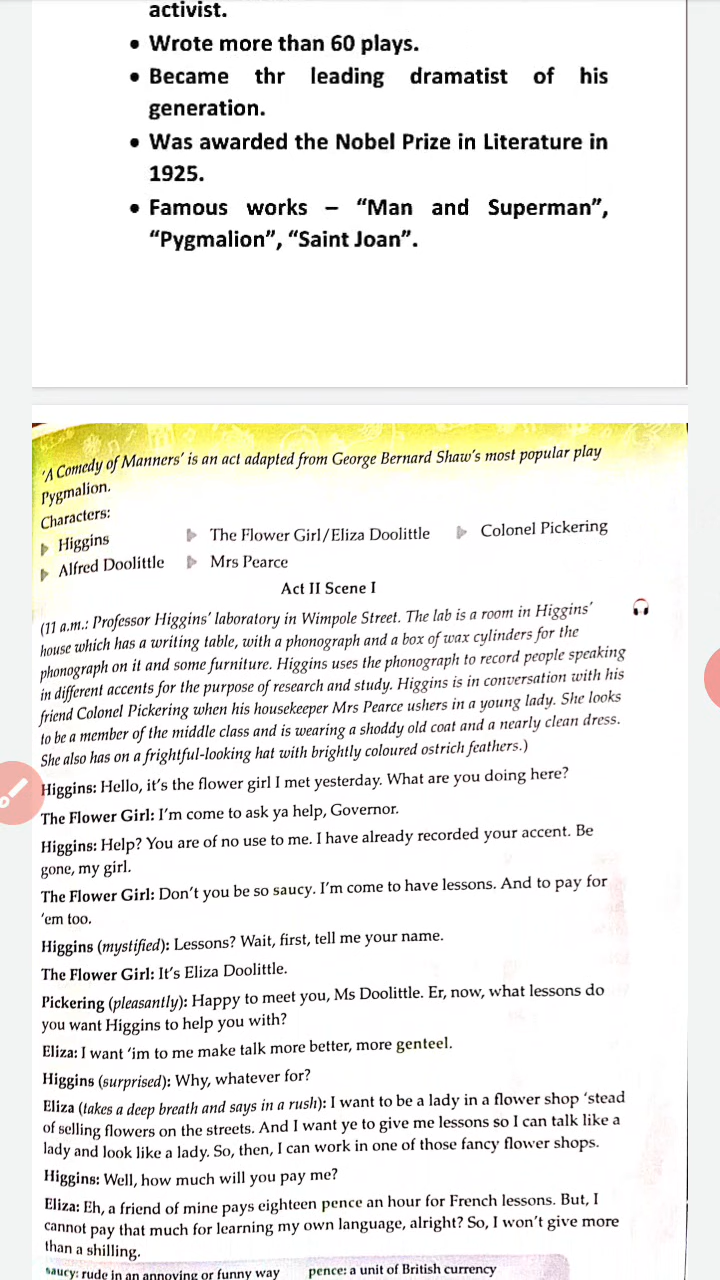 activist.
• Wrote more than 60 plays.
• Became thr leading dramatist of his
generation.
• Was awarded the Nobel Prize in Literature in
1925.
• Famous works – “Man and Superman”,
“Pygmalion”, “Saint Joan”.
'A Comedy of Manners' is an act adapted from George Bernard Shaw's most popular play
Pygmalion.
Characters:
Higgins The Flower Girl/Eliza Doolittle Colonel Pickering
Alfred Doolittle Mrs Pearce
Act II Scene I
(11 a.m.: Professor Higgins' laboratory in Wimpole Street. The lab is a room in Higgins'
house which has a writing table, with a phonograph and a box of wax cylinders for the
phonograph on it and some furniture. Higgins uses the phonograph to record people speaking
in different accents for the purpose of research and study. Higgins is in conversation with his
friend Colonel Pickering when his housekeeper Mrs Pearce ushers in a young lady. She looks
to be a member of the middle class and is wearing a shoddy old coat and a nearly clean dress.
She also has on a frightful-looking hat with brightly coloured ostrich feathers.)
Higgins: Hello, it's the flower girl I met yesterday. What are you doing here?
The Flower Girl: I'm come to ask ya help, Governor.
Higgins: Help? You are of no use to me. I have already recorded your accent. Be
gone, my girl.
The Flower Girl: Don't you be so saucy. I'm come to have lessons. And to pay for
'em too.
Higgins (mystified): Lessons? Wait, first, tell me your name.
The Flower Girl: It's Eliza Doolittle.
Pickering (pleasantly): Happy to meet you, Ms Doolittle. Er, now, what lessons do
you want Higgins to help you with?
Eliza: I want 'im to me make talk more better, more genteel.
Higgins (surprised): Why, whatever for?
Eliza (takes a deep breath and says in a rush): I want to be a lady in a flower shop 'stead
of selling flowers on the streets. And I want ye to give me lessons so I can talk like a
lady and look like a lady. So, then, I can work in one of those fancy flower shops.
Higgins: Well, how much will you pay me?
Eliza: Eh, a friend of mine pays eighteen pence an hour for French lessons. But, I
cannot pay that much for learning my own language, alright? So, I won't give more
than a shilling.
saucy: rude in an annoying or funny way pence: a unit of British currency